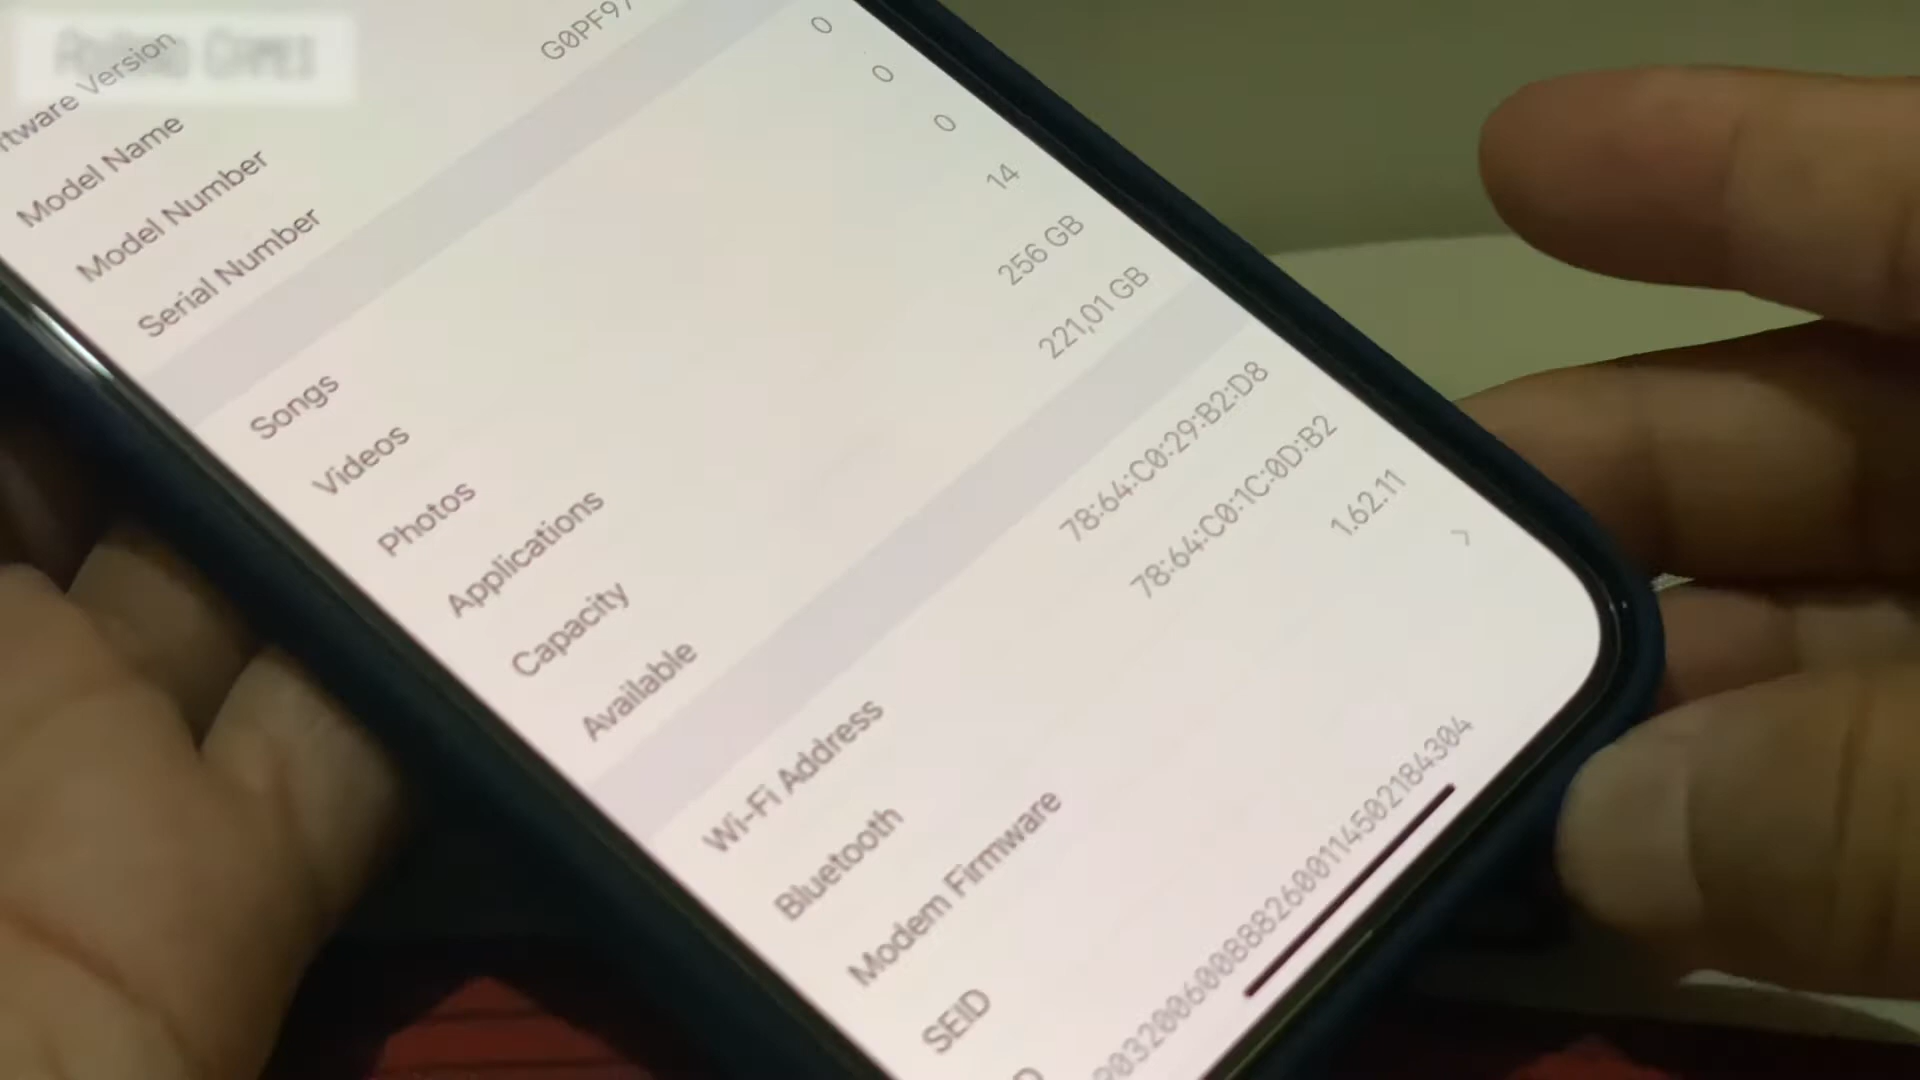 Version
Model Name
Model Number
Serial Number G0PF97
Songs 0
Videos 0
Photos 0
Applications 14
Capacity 256 GB
Available 221,01 GB
Wi-Fi Address 78:64:C0:29:B2:D8
Bluetooth 78:64:C0:1C:0D:B2
Modem Firmware 1.62.11
SEID >